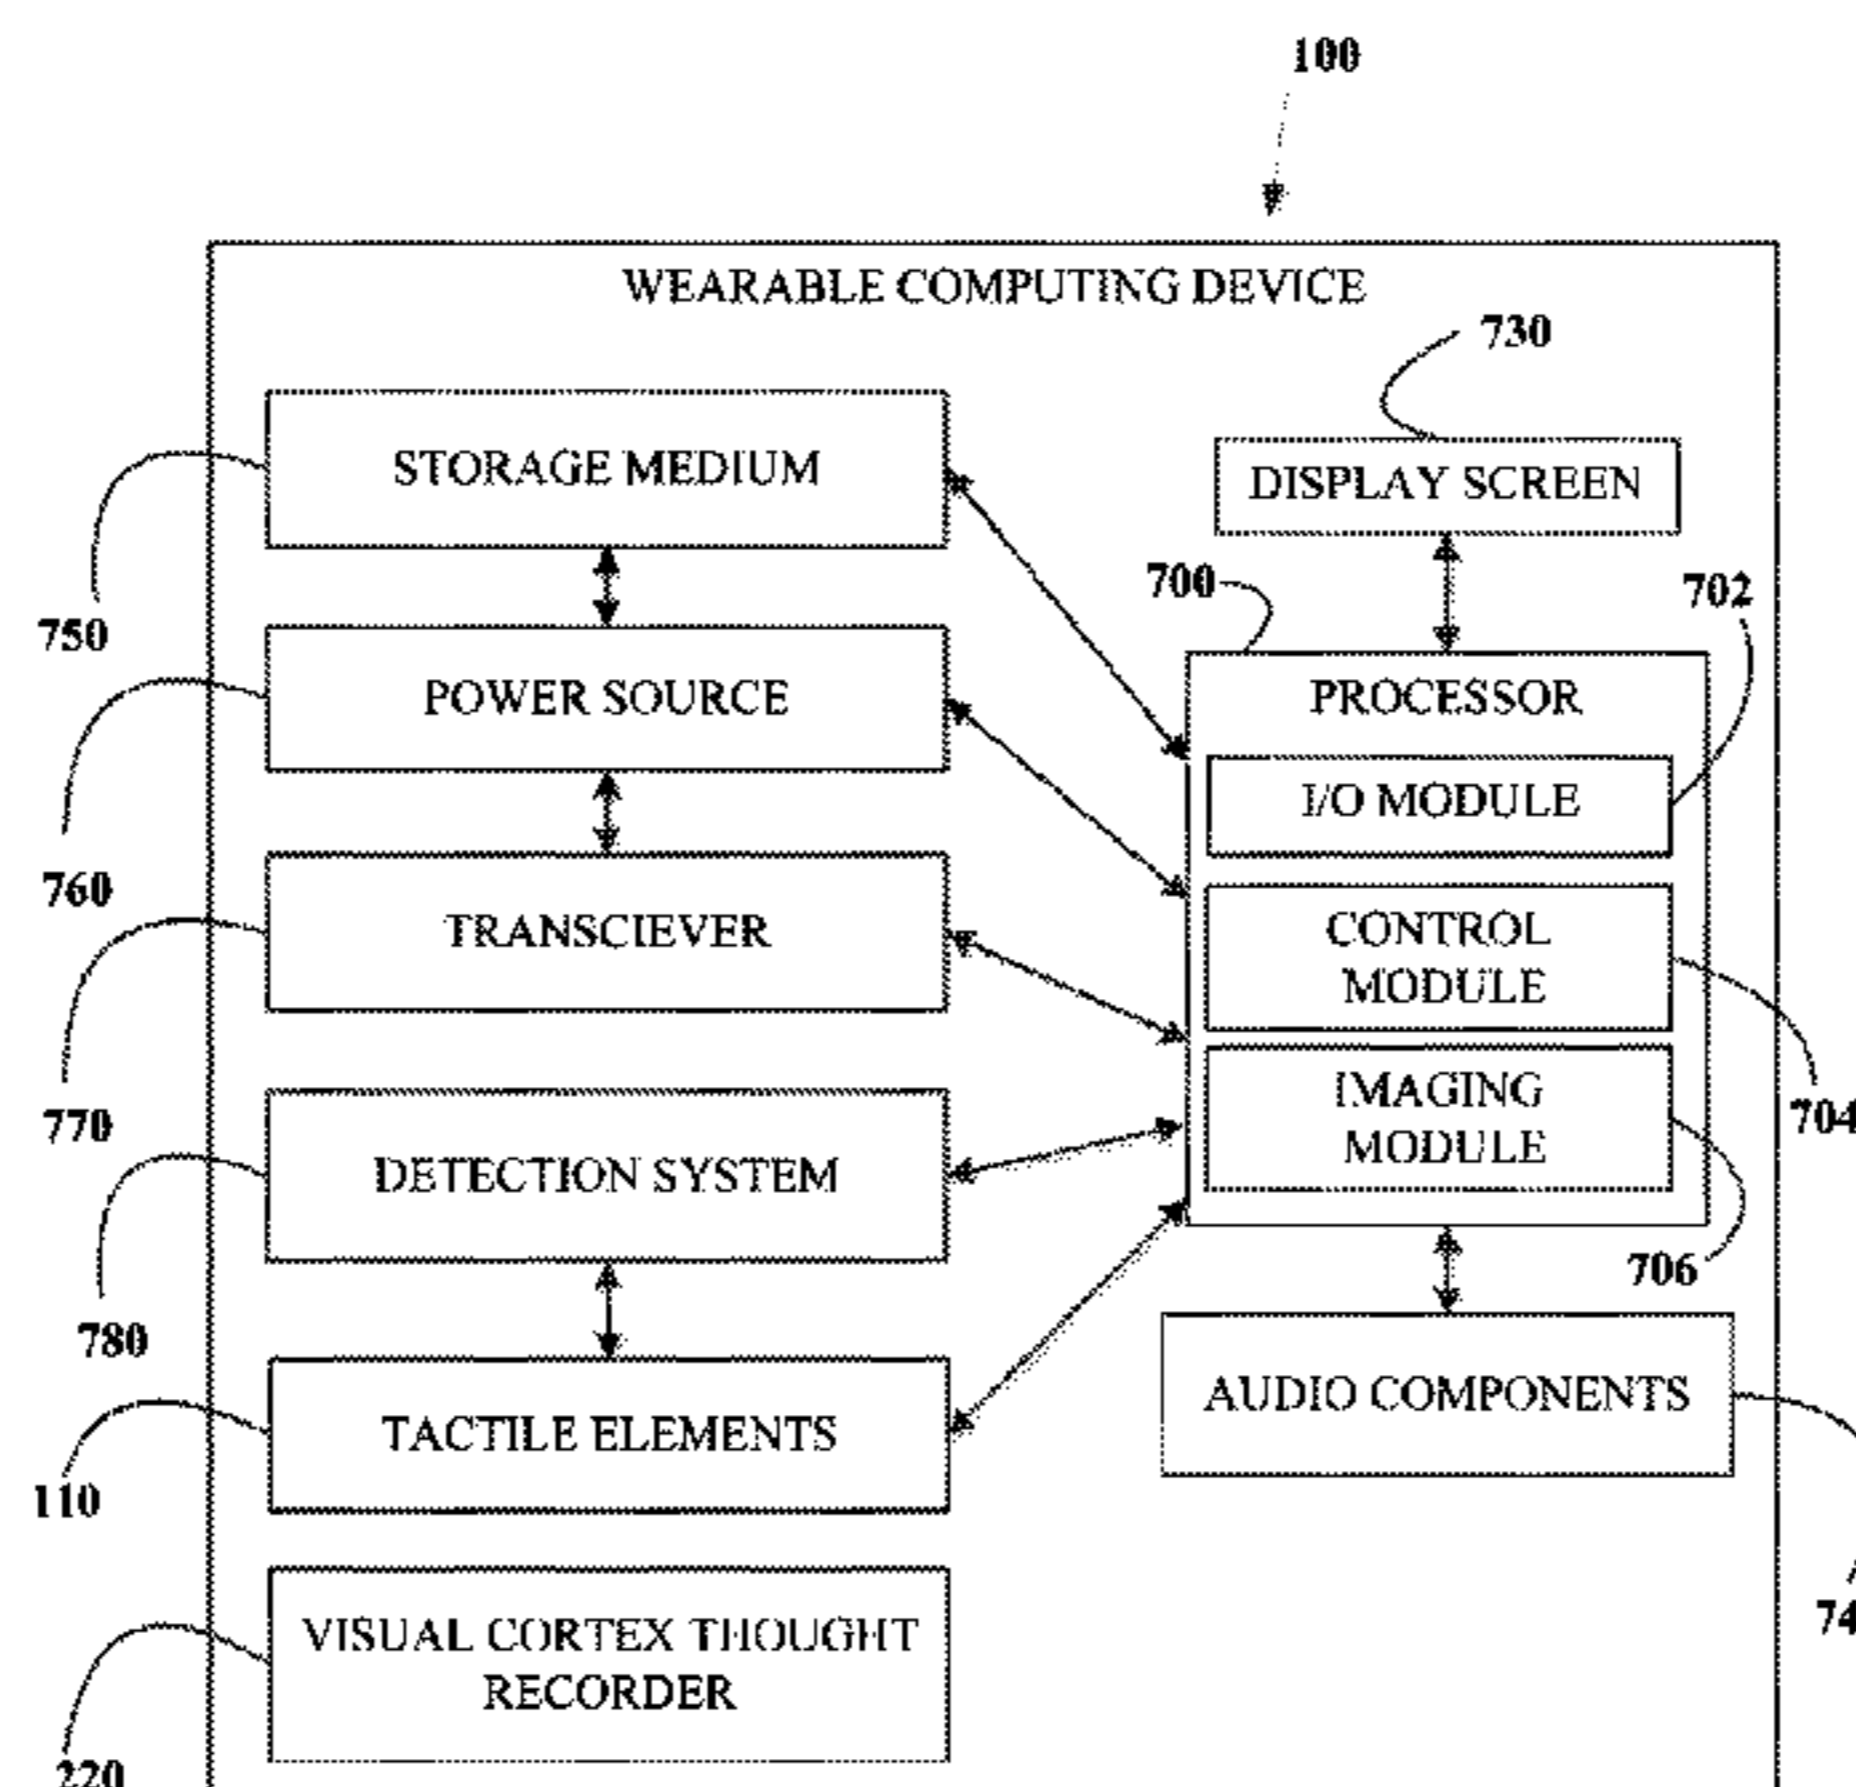 100
WEARABLE COMPUTING DEVICE
730
STORAGE MEDIUM
DISPLAY SCREEN
700
702
750
POWER SOURCE
PROCESSOR
I/O MODULE
760
TRANSCIEVER
CONTROL
MODULE
770
IMAGING
MODULE
704
DETECTION SYSTEM
706
780
AUDIO COMPONENTS
TACTILE ELEMENTS
110
VISUAL CORTEX THOUGHT
RECORDER
220